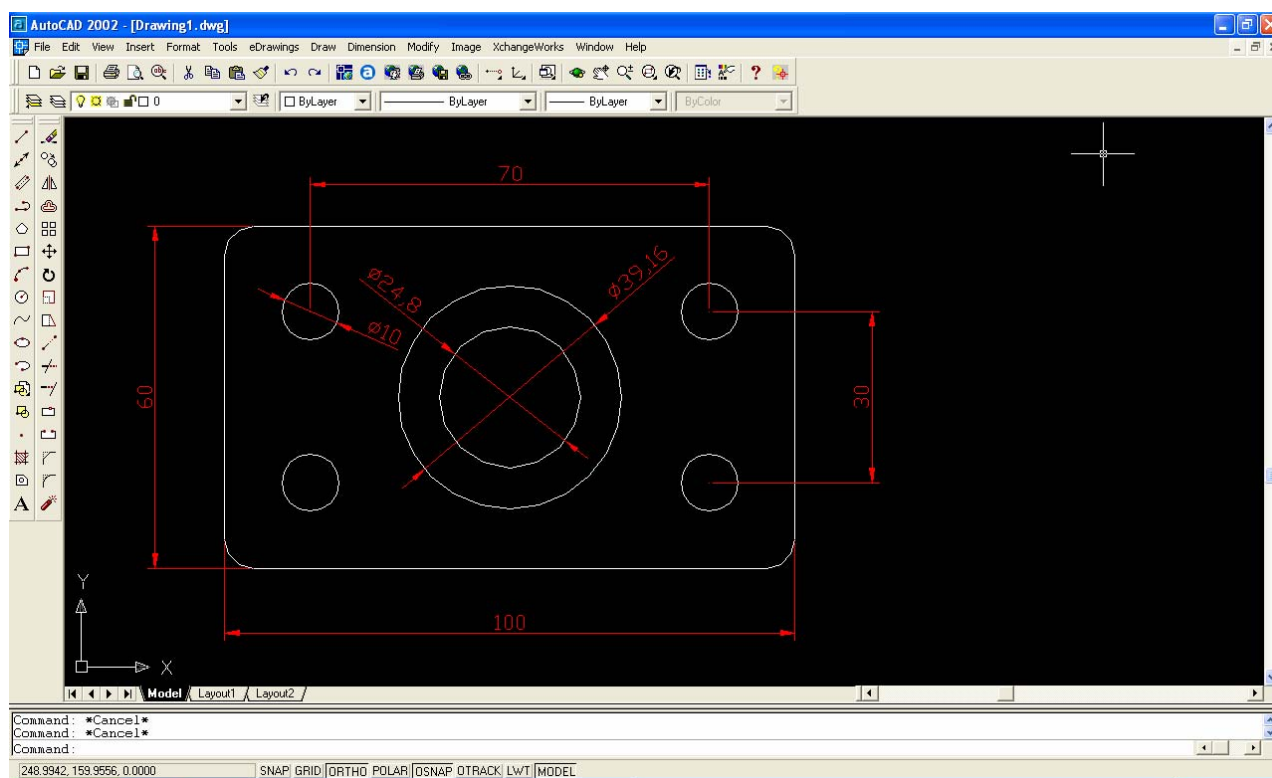 AutoCAD 2002 - [Drawing1.dwg]
File Edit View Insert Format Tools eDrawings Draw Dimension Modify Image XchangeWorks Window Help
0 ByLayer ByLayer ByLayer ByColor
70
Ø24,8
Ø39,16
Ø10
60
30
100
Y
X
Model Layout1 Layout2
Command: *Cancel*
Command: *Cancel*
Command:
248.9942, 159.9556, 0.0000 SNAP GRID ORTHO POLAR OSNAP OTRACK LWT MODEL